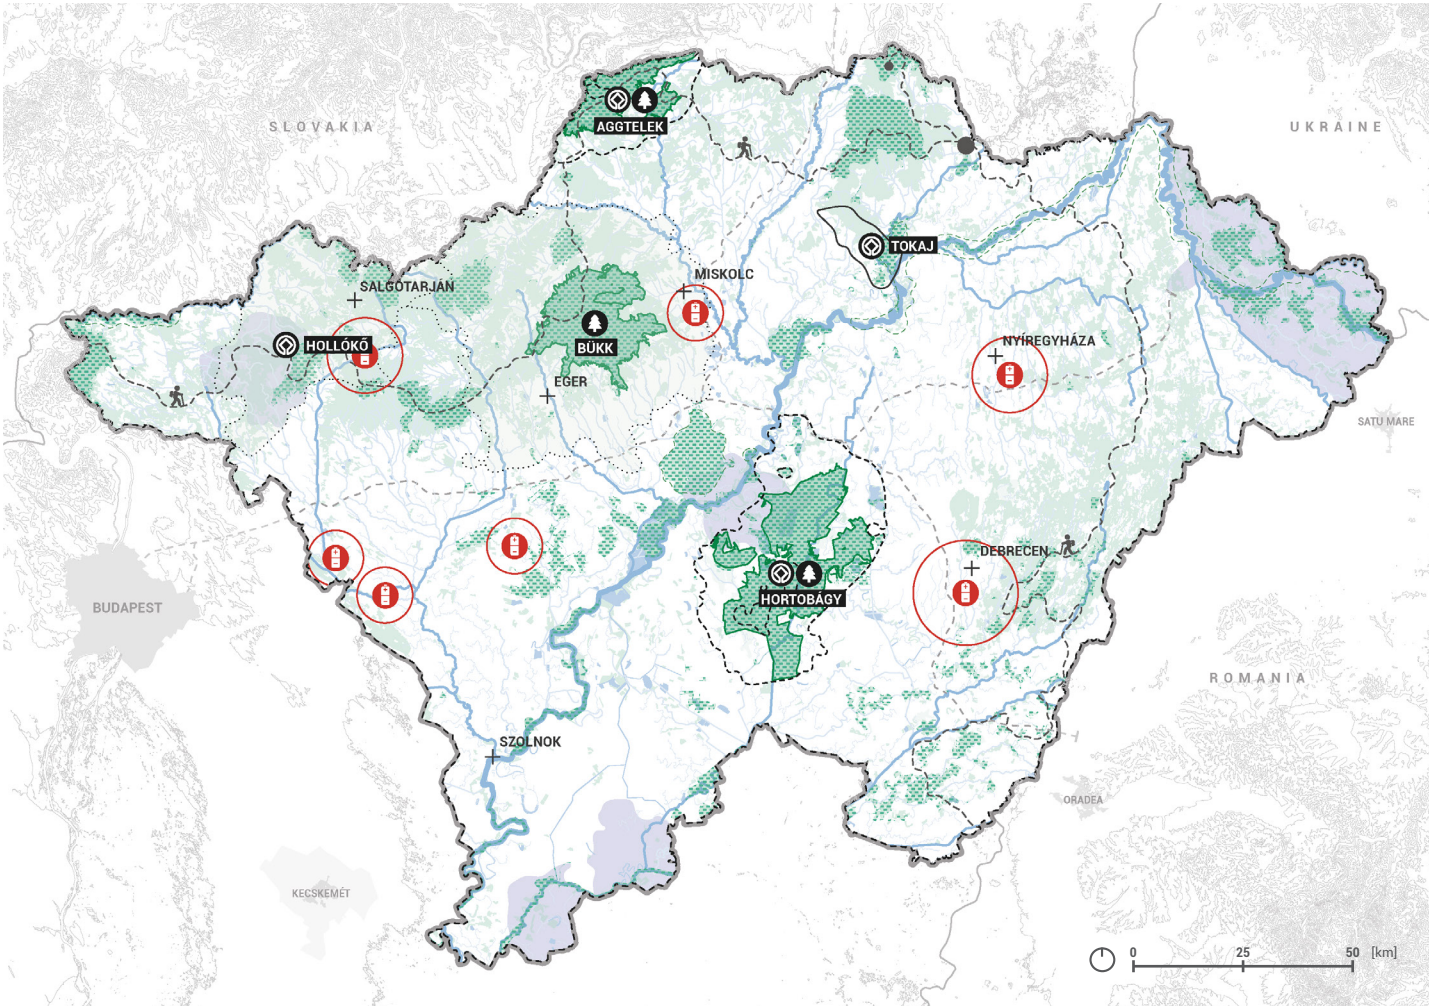 SLOVAKIA
UKRAINE
AGGTELEK
TOKAJ
MISKOLC
SALGÓTARJÁN
HOLLÓKŐ
BÜKK
NYÍREGYHÁZA
EGER
SATU MARE
DEBRECEN
HORTOBÁGY
BUDAPEST
ROMANIA
SZOLNOK
ORADEA
KECSKEMÉT
0 25 50 [km]